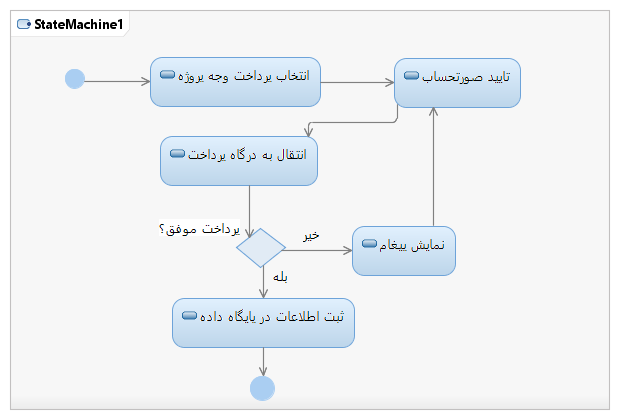 StateMachine1
انتخاب پرداخت وجه پروژه
تایید صورتحساب
انتقال به درگاه پرداخت
پرداخت موفق؟
خیر
نمایش پیغام
بله
ثبت اطلاعات در پایگاه داده